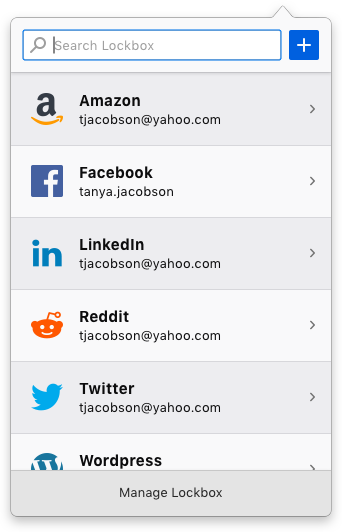 Search Lockbox
Amazon
tjacobson@yahoo.com
Facebook
tanya.jacobson
LinkedIn
tjacobson@yahoo.com
Reddit
tjacobson@yahoo.com
Twitter
tjacobson@yahoo.com
Wordpress
Manage Lockbox